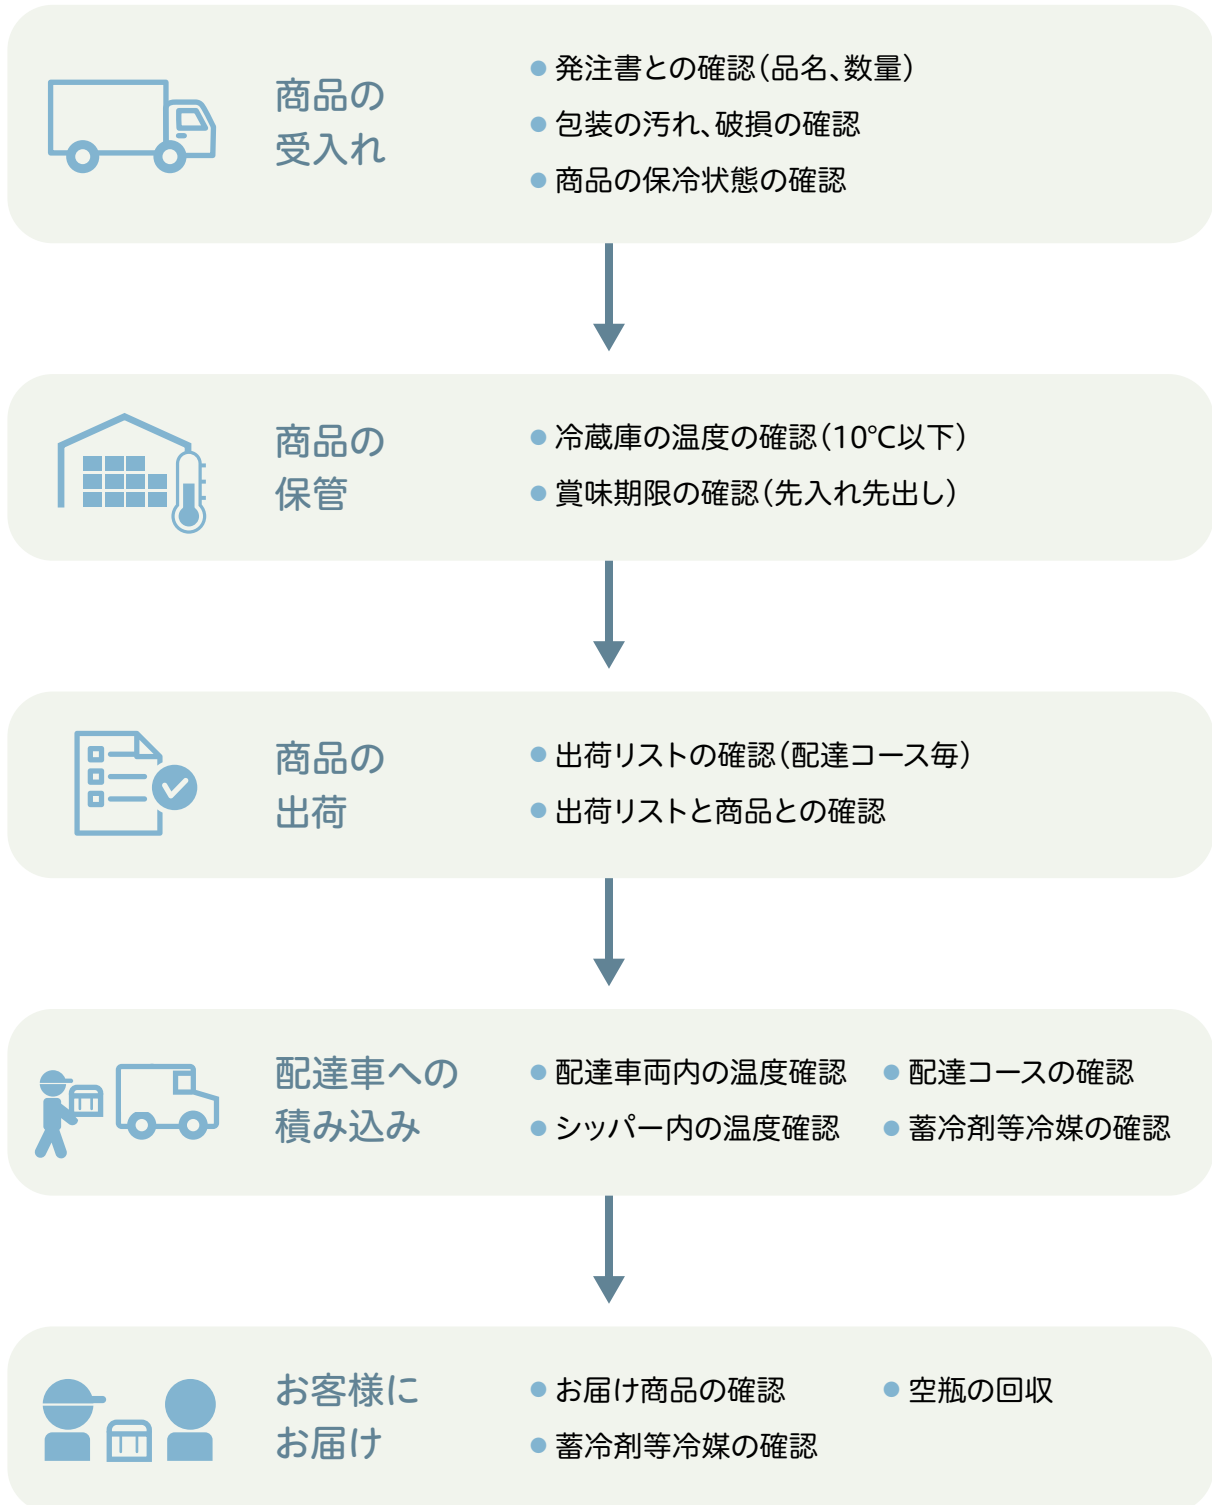 商品の
受入れ
● 発注書との確認（品名、数量）
● 包装の汚れ、破損の確認
● 商品の保冷状態の確認
商品の
保管
● 冷蔵庫の温度の確認（10℃以下）
● 賞味期限の確認（先入れ先出し）
商品の
出荷
● 出荷リストの確認（配達コース毎）
● 出荷リストと商品との確認
配達車への
積み込み
● 配達車両内の温度確認 ● 配達コースの確認
● シッパー内の温度確認 ● 蓄冷剤等冷媒の確認
お客様に
お届け
● お届け商品の確認 ● 空瓶の回収
● 蓄冷剤等冷媒の確認